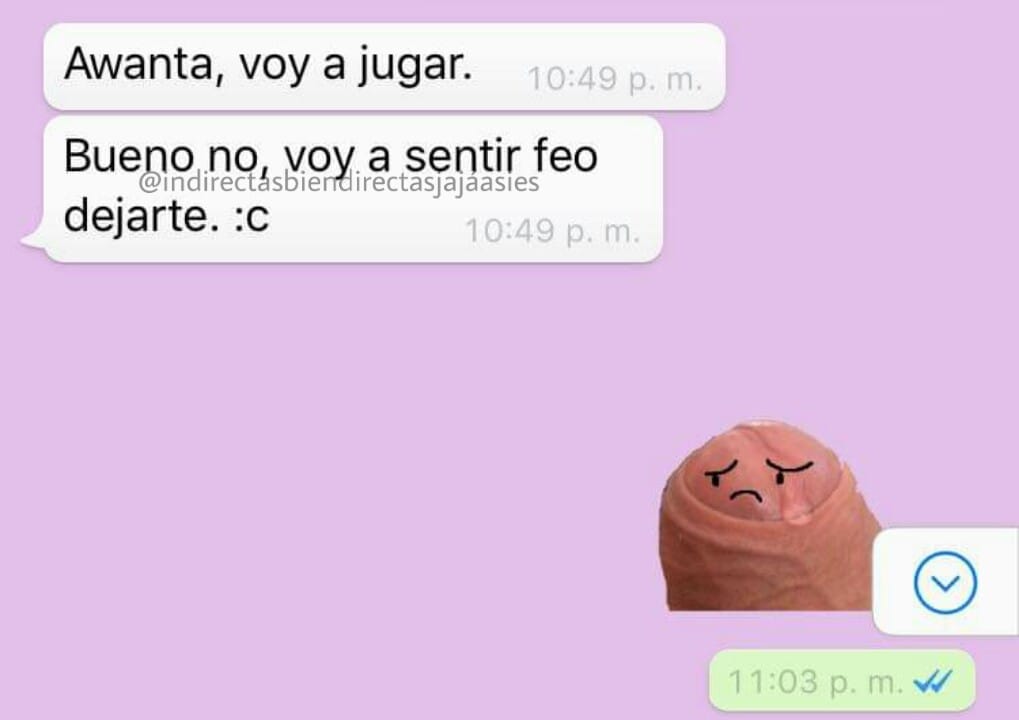 Awanta, voy a jugar.
10:49 p. m.
Bueno no, voy a sentir feo
@indirectasbiendirectasjajáasies
dejarte. :c
10:49 p. m.
11:03 p. m.